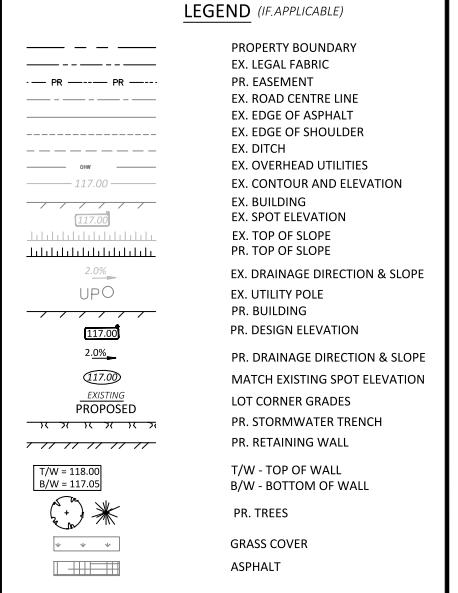 LEGEND (IF.APPLICABLE)
PROPERTY BOUNDARY
EX. LEGAL FABRIC
PR PR PR. EASEMENT
EX. ROAD CENTRE LINE
EX. EDGE OF ASPHALT
EX. EDGE OF SHOULDER
EX. DITCH
OHW EX. OVERHEAD UTILITIES
117.00 EX. CONTOUR AND ELEVATION
EX. BUILDING
117.00 EX. SPOT ELEVATION
EX. TOP OF SLOPE
PR. TOP OF SLOPE
2.0% EX. DRAINAGE DIRECTION & SLOPE
UP EX. UTILITY POLE
PR. BUILDING
117.00 PR. DESIGN ELEVATION
2.0% PR. DRAINAGE DIRECTION & SLOPE
117.00 MATCH EXISTING SPOT ELEVATION
EXISTING
PROPOSED LOT CORNER GRADES
PR. STORMWATER TRENCH
PR. RETAINING WALL
T/W = 118.00 T/W - TOP OF WALL
B/W = 117.05 B/W - BOTTOM OF WALL
PR. TREES
GRASS COVER
ASPHALT